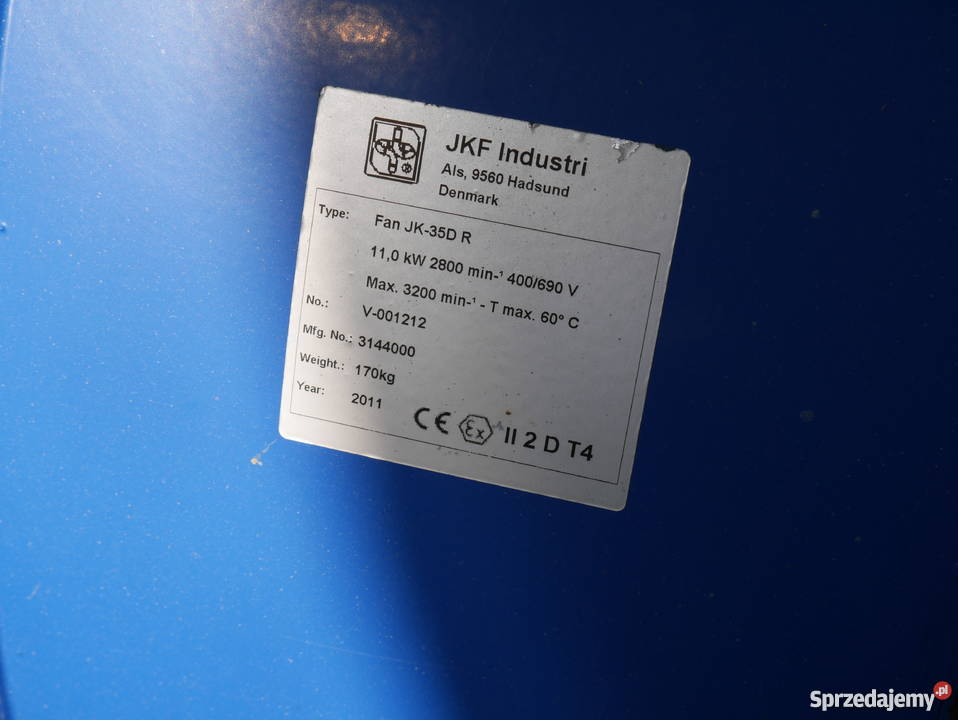 JKF Industri
Als, 9560 Hadsund
Denmark
Type: Fan JK-35D R
11,0 kW 2800 min-¹ 400/690 V
Max. 3200 min-¹ - T max. 60° C
No.: V-001212
Mfg. No.: 3144000
Weight.: 170kg
Year: 2011
CE Ex II 2 D T4
Sprzedajemy.pl